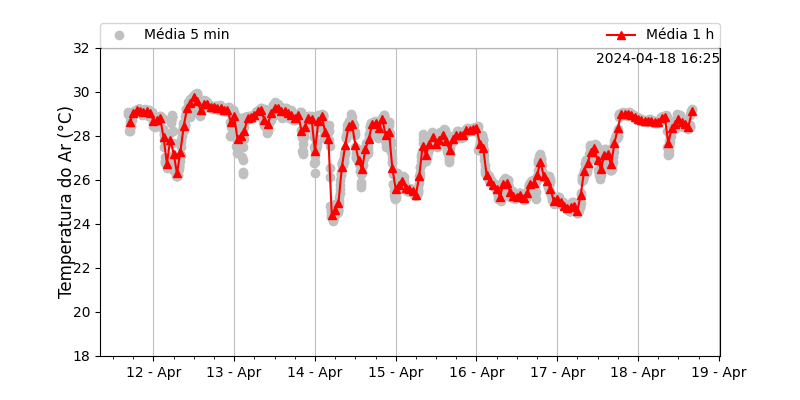 Média 5 min
Média 1 h
2024-04-18 16:25
Temperatura do Ar (°C)
32
30
28
26
24
22
20
18
12 - Apr
13 - Apr
14 - Apr
15 - Apr
16 - Apr
17 - Apr
18 - Apr
19 - Apr